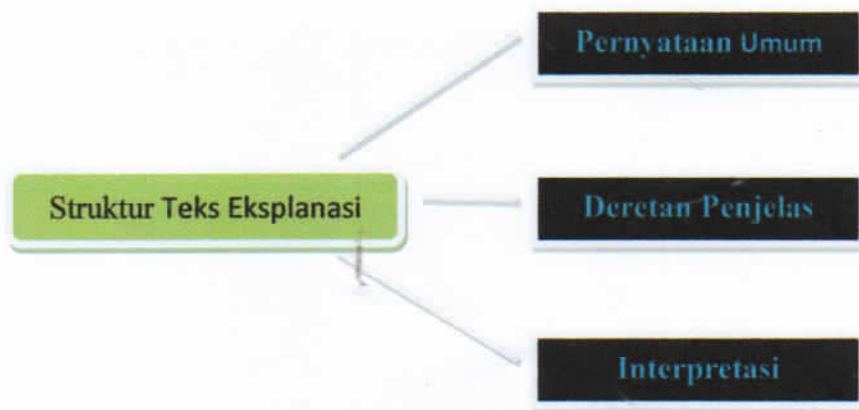 Pernyataan Umum
Struktur Teks Eksplanasi
Deretan Penjelas
Interpretasi